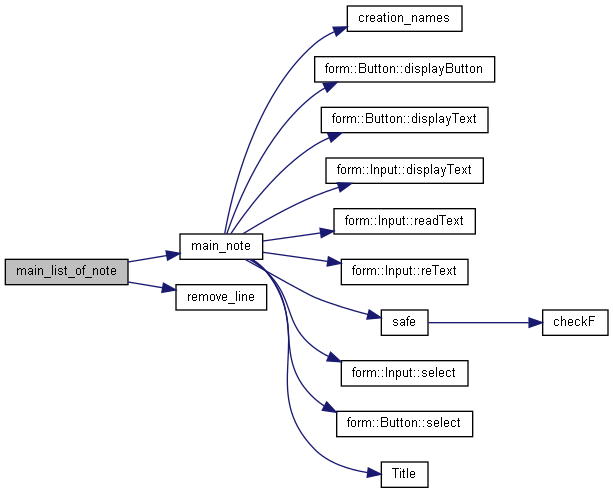 creation_names
form::Button::displayButton
form::Button::displayText
form::Input::displayText
form::Input::readText
main_note
form::Input::reText
main_list_of_note
remove_line
safe
checkF
form::Input::select
form::Button::select
Title